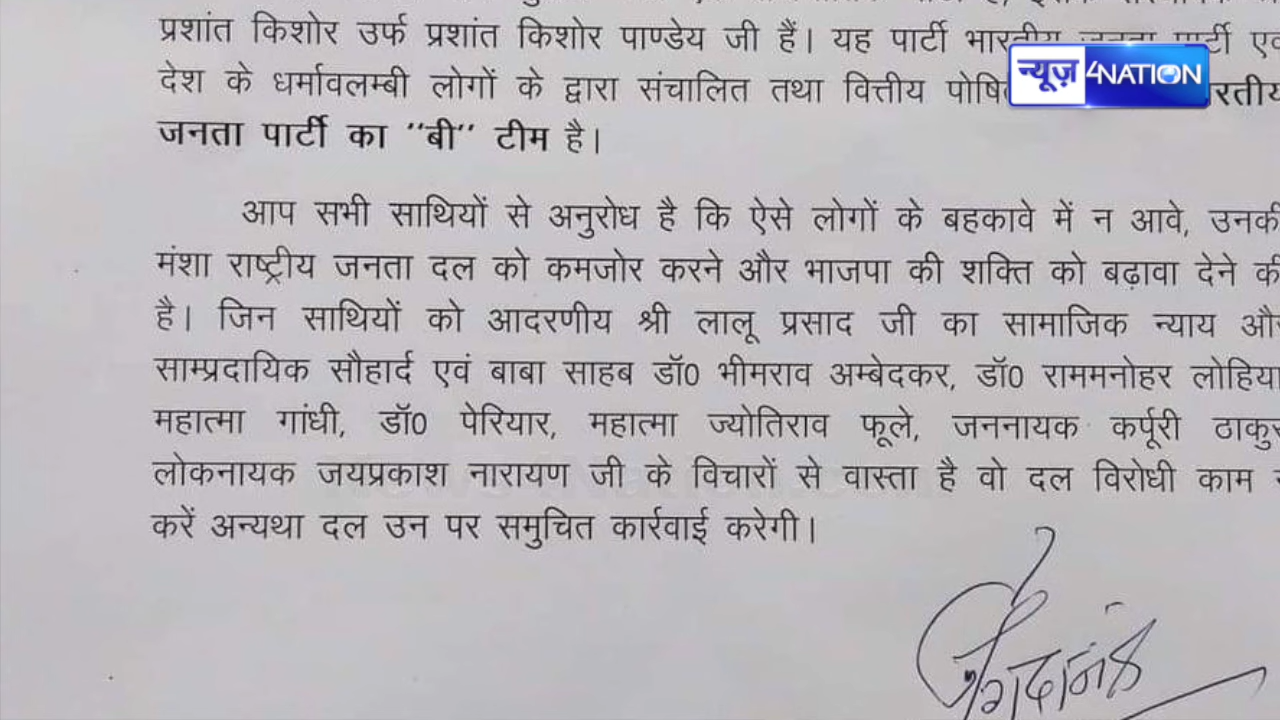 प्रशांत किशोर उर्फ प्रशांत किशोर पाण्डेय जी हैं। यह पार्टी भारतीय जनता पार्टी एवं
न्यूज़ 4NATION
देश के धर्मावलम्बी लोगों के द्वारा संचालित तथा वित्तीय
जनता पार्टी का ''बी'' टीम है।
आप सभी साथियों से अनुरोध है कि ऐसे लोगों के बहकावे में न आवे, उनकी
मंशा राष्ट्रीय जनता दल को कमजोर करने और भाजपा की शक्ति को बढ़ावा देने की
है। जिन साथियों को आदरणीय श्री लालू प्रसाद जी का सामाजिक न्याय और
साम्प्रदायिक सौहार्द एवं बाबा साहब डॉ0 भीमराव अम्बेदकर, डॉ0 राममनोहर लोहिया
महात्मा गांधी, डॉ0 पेरियार, महात्मा ज्योतिराव फूले, जननायक कर्पूरी ठाकुर
लोकनायक जयप्रकाश नारायण जी के विचारों से वास्ता है वो दल विरोधी काम
करें अन्यथा दल उन पर समुचित कार्रवाई करेगी।